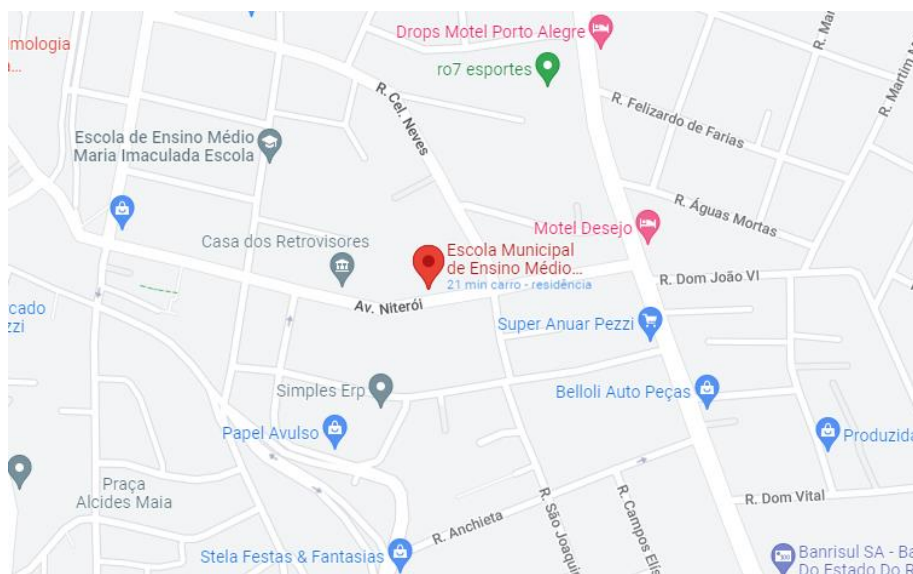 Drops Motel Porto Alegre
ro7 esportes
R. Cel. Neves
R. Felizardo de Farias
Escola de Ensino Médio
Maria Imaculada Escola
R. Águas Mortas
Motel Desejo
Casa dos Retrovisores
Escola Municipal
de Ensino Médio...
21 min carro - residência
R. Dom João VI
Av. Niterói
Super Anuar Pezzi
Simples Erp
Belloli Auto Peças
Papel Avulso
Produzida
Praça
Alcides Maia
R. Dom Vital
R. Anchieta
R. São Joaquim
R. Campos Elís
Stela Festas & Fantasias
Banrisul SA - Ba
Do Estado Do R